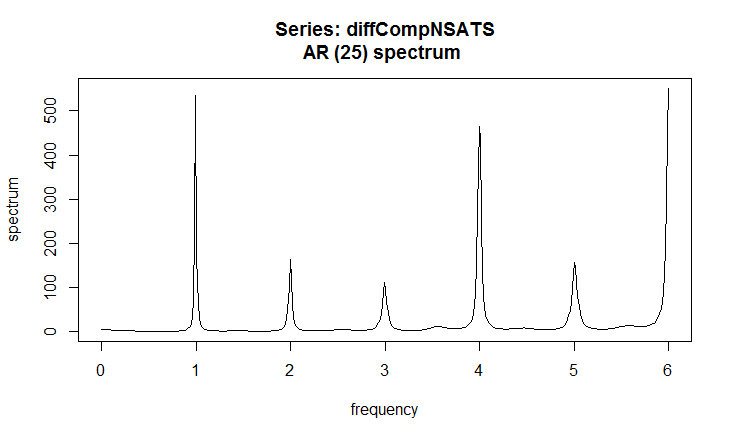 Series: diffCompNSATS
AR (25) spectrum
spectrum
500
400
300
200
100
0
0 1 2 3 4 5 6
frequency